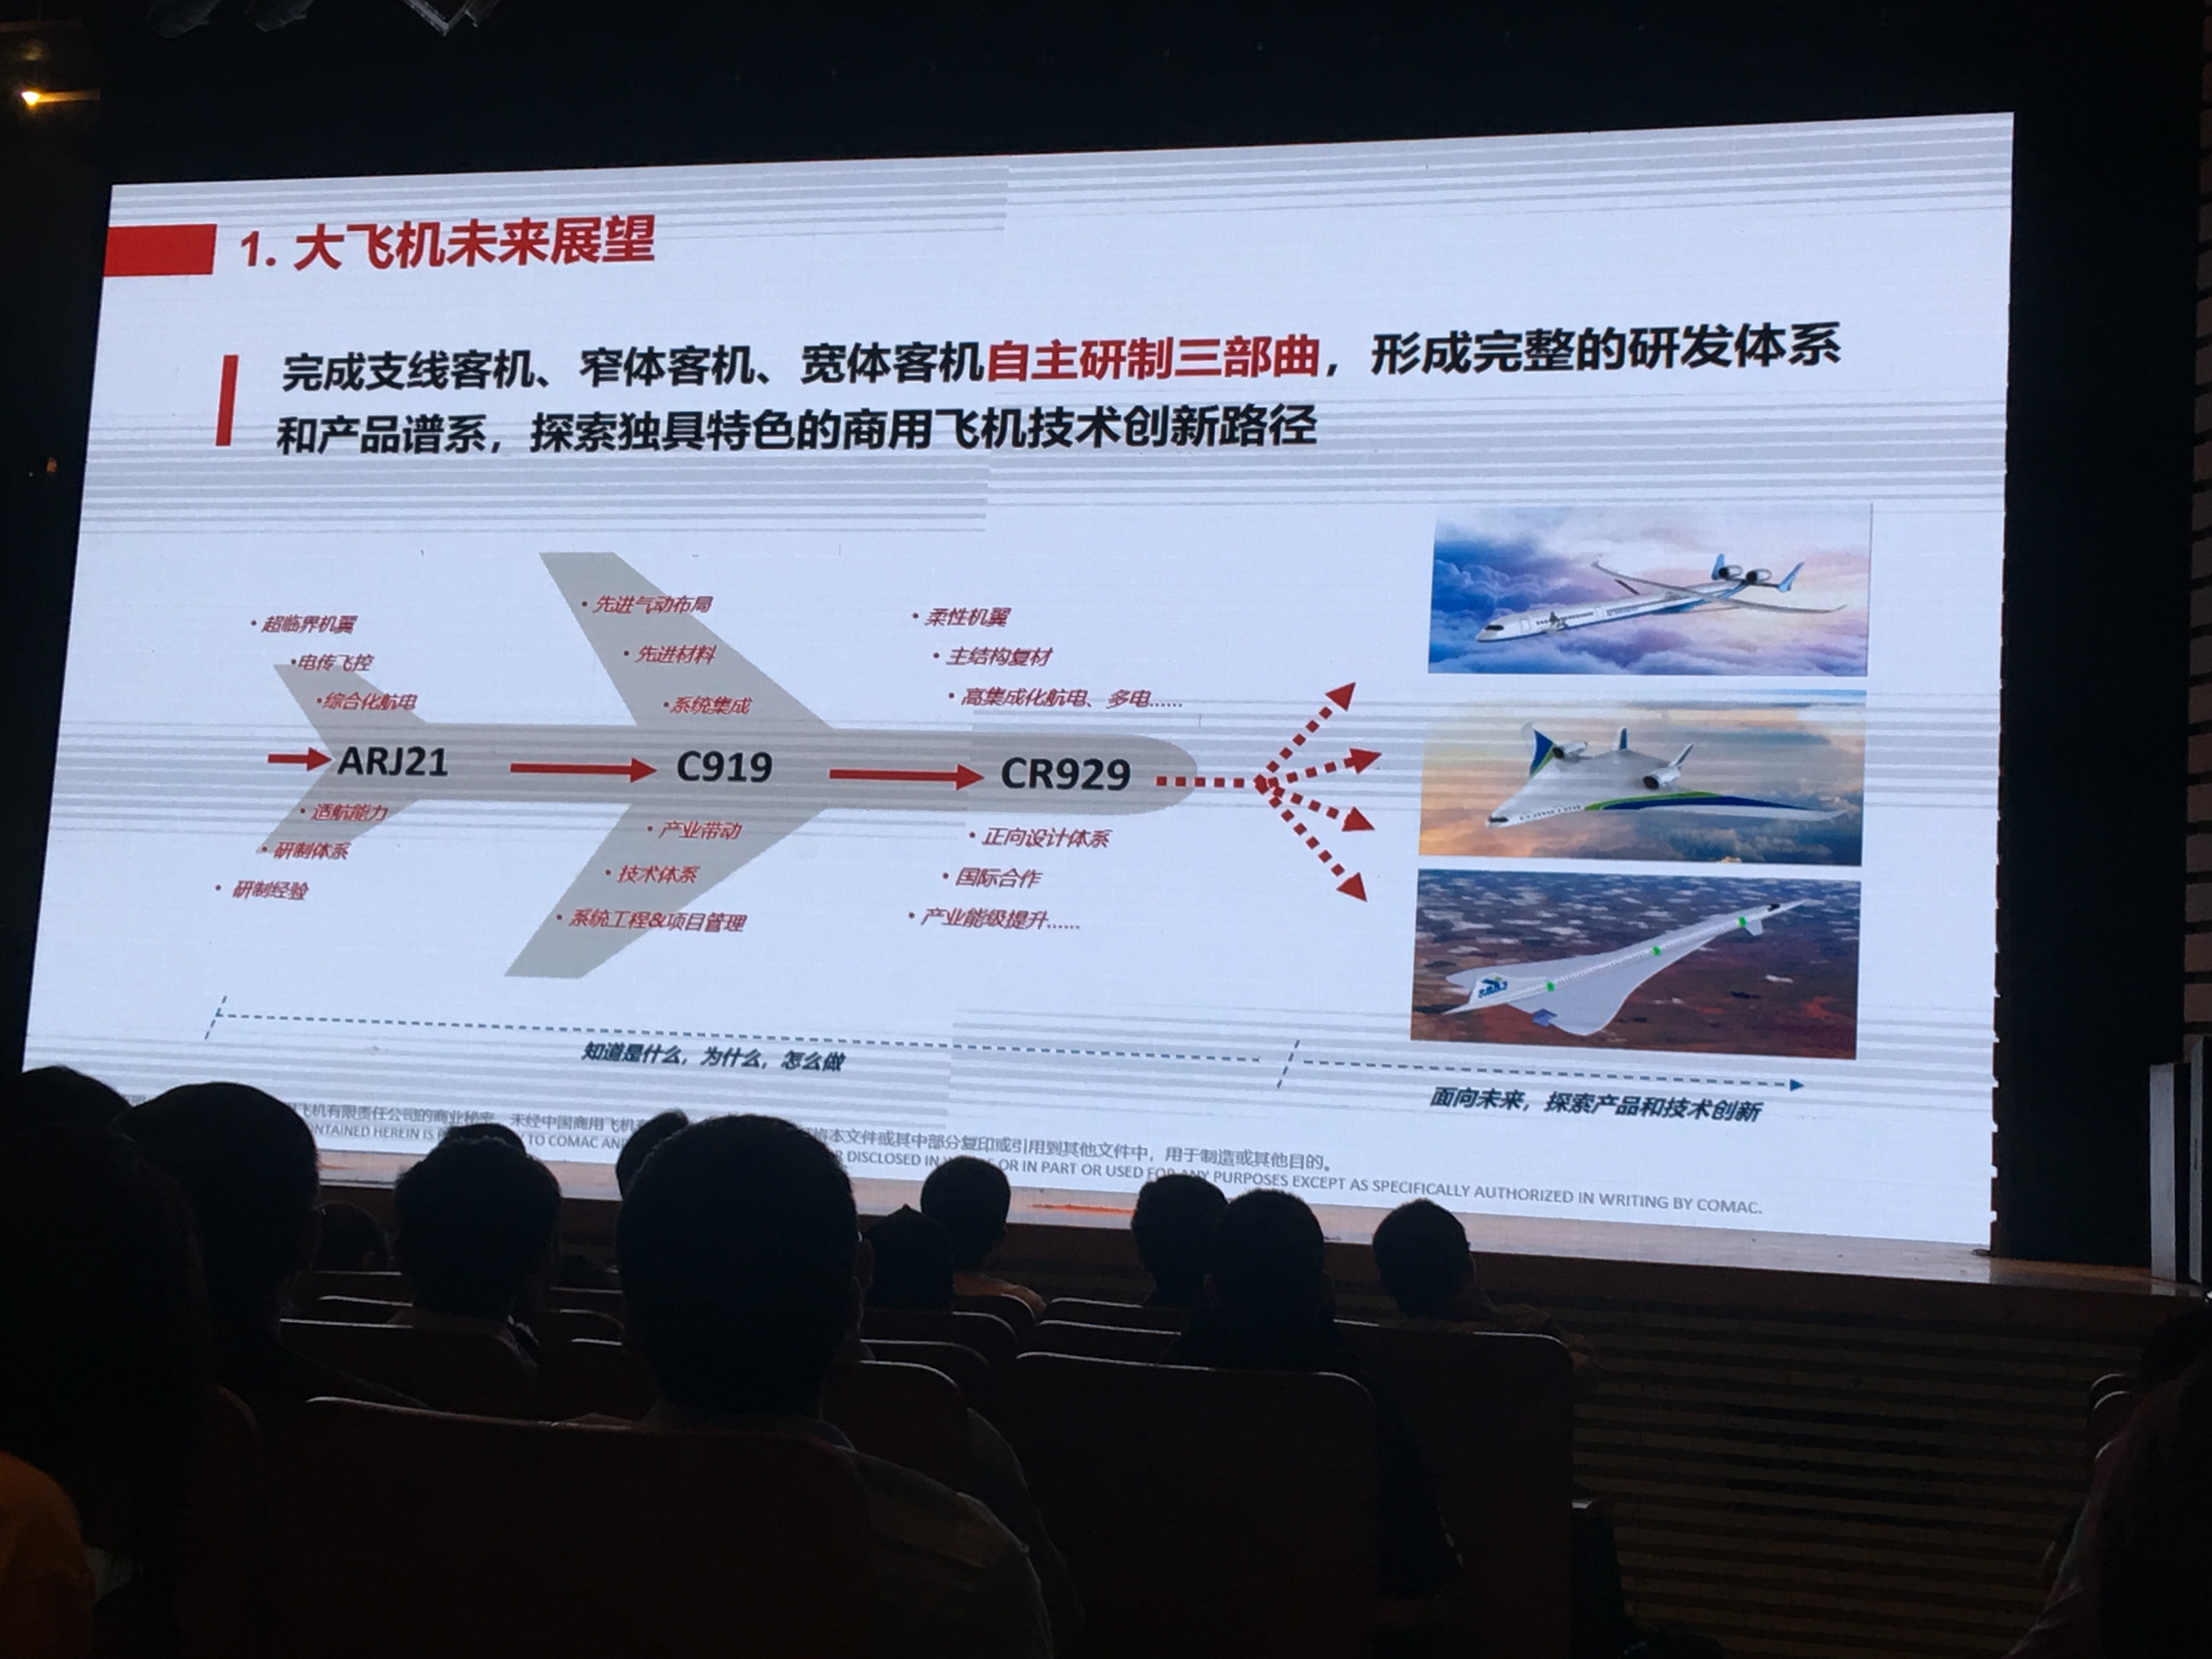 1. 大飞机未来展望
完成支线客机、窄体客机、宽体客机自主研制三部曲，形成完整的研发体系
和产品谱系，探索独具特色的商用飞机技术创新路径
• 超临界机翼
•电传飞控
•综合化航电
• 先进气动布局
• 先进材料
•系统集成
• 柔性机翼
• 主结构复材
• 高集成化航电、多电......
ARJ21
C919
CR929
• 适航能力
• 研制体系
• 研制经验
• 产业带动
• 技术体系
• 系统工程&项目管理
• 正向设计体系
• 国际合作
• 产业能级提升......
知道是什么，为什么，怎么做
面向未来，探索产品和技术创新
飞机有限责任公司的商业秘密，未经中国商用飞机 将本文件或其中部分复印或引用到其他文件中，用于制造或其他目的。
CONTAINED HEREIN IS TO COMAC AND DISCLOSED IN OR IN PART OR USED FOR ANY PURPOSES EXCEPT AS SPECIFICALLY AUTHORIZED IN WRITING BY COMAC.